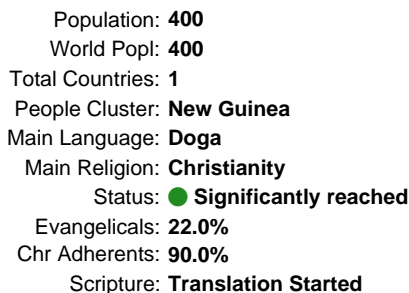 Population: 400
World Popl: 400
Total Countries: 1
People Cluster: New Guinea
Main Language: Doga
Main Religion: Christianity
Status: Significantly reached
Evangelicals: 22.0%
Chr Adherents: 90.0%
Scripture: Translation Started